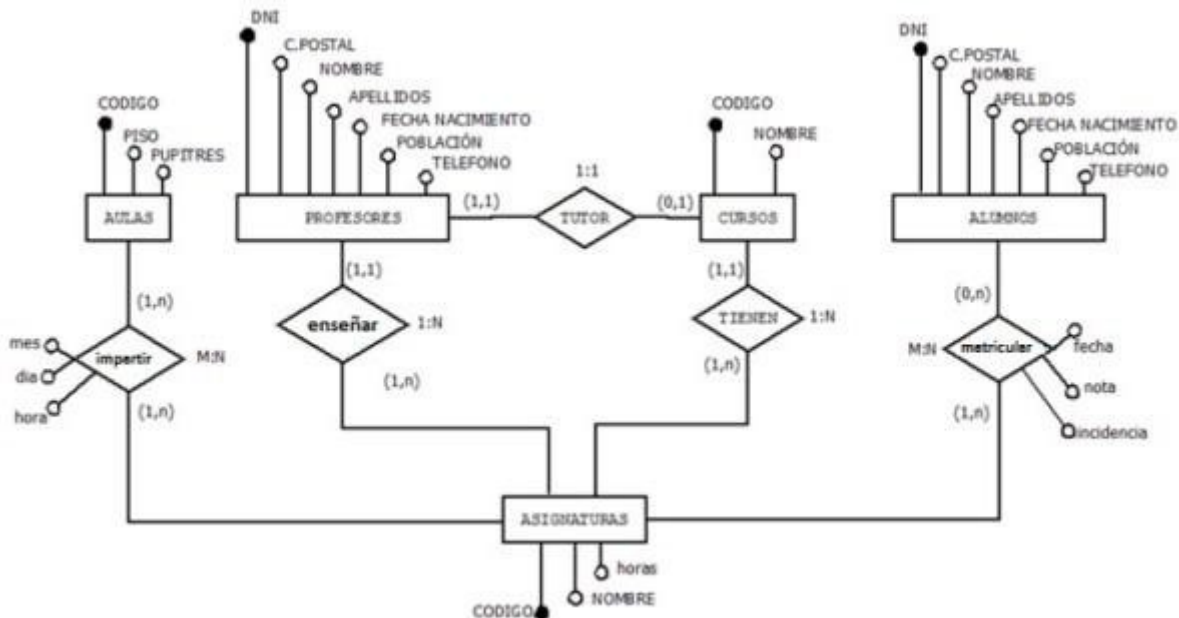 DNI
C.POSTAL
NOMBRE
APELLIDOS
FECHA NACIMIENTO
POBLACIÓN
TELEFONO
CODIGO
PISO
PUPITRES
CODIGO
NOMBRE
DNI
C.POSTAL
NOMBRE
APELLIDOS
FECHA NACIMIENTO
POBLACIÓN
TELEFONO
AULAS
PROFESORES
(1,1)
1:1
TUTOR
(0,1)
CURSOS
ALUMNOS
(1,n)
mes
dia
hora
impartir
M:N
(1,n)
(1,1)
enseñar
1:N
(1,n)
(1,1)
TIENEN
1:N
(1,n)
(0,n)
M:N
matricular
fecha
nota
incidencia
(1,n)
ASIGNATURAS
horas
NOMBRE
CODIGO